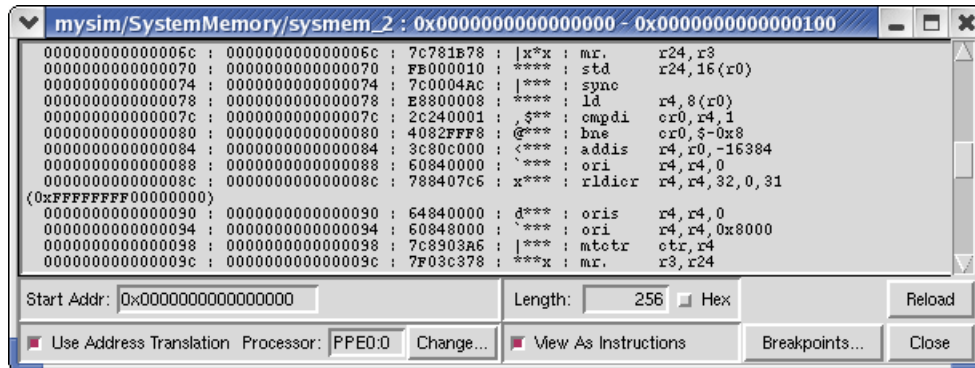 mysim/SystemMemory/sysmem_2 : 0x0000000000000000 - 0x0000000000000100
000000000000006C : 000000000000006C : 7C781B78 : |x*x : mr. r24,r3
0000000000000070 : 0000000000000070 : FB000010 : **** : std r24,16(r0)
0000000000000074 : 0000000000000074 : 7C0004AC : |*** : sync
0000000000000078 : 0000000000000078 : E8800008 : **** : ld r4,8(r0)
000000000000007C : 000000000000007C : 2C240001 : ,$** : cmpdi cr0,r4,1
0000000000000080 : 0000000000000080 : 4082FFF8 : @*** : bne cr0,$-0x8
0000000000000084 : 0000000000000084 : 3C80C000 : <*** : addis r4,r0,-16384
0000000000000088 : 0000000000000088 : 60840000 : `*** : ori r4,r4,0
000000000000008C : 000000000000008C : 788407C6 : x*** : rldicr r4,r4,32,0,31
(0xFFFFFFFF00000000)
0000000000000090 : 0000000000000090 : 64840000 : d*** : oris r4,r4,0
0000000000000094 : 0000000000000094 : 60848000 : `*** : ori r4,r4,0x8000
0000000000000098 : 0000000000000098 : 7C8903A6 : |*** : mtctr ctr,r4
000000000000009C : 000000000000009C : 7F03C378 : ***x : mr. r3,r24
Start Addr: 0x0000000000000000 Length: 256 Hex Reload
Use Address Translation Processor: PPE0:0 Change... View As Instructions Breakpoints... Close